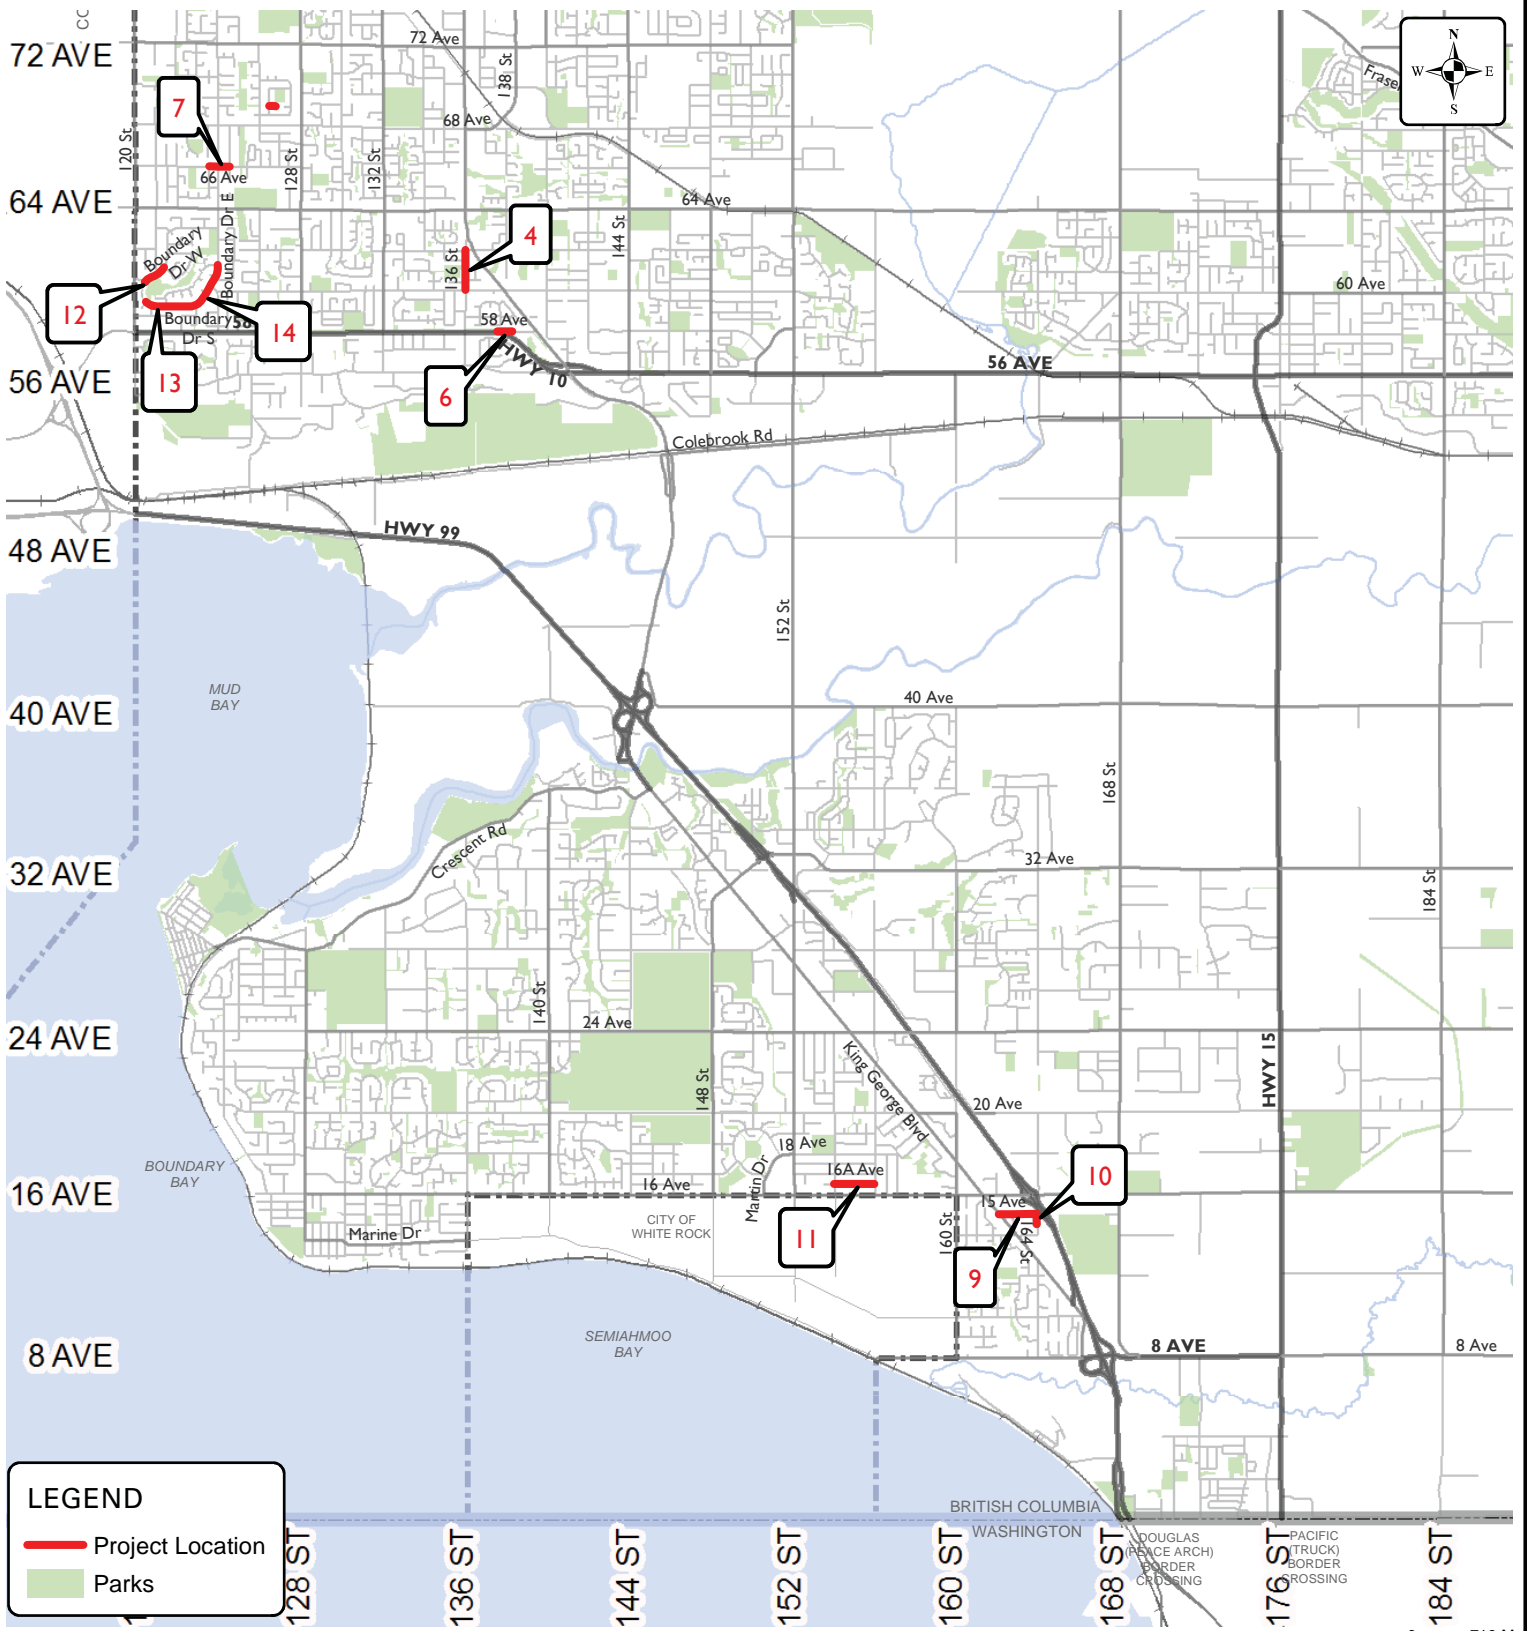 72 AVE
72 Ave
138 St
N
W
E
S
7
120 St
68 Ave
128 St
132 St
66 Ave
64 AVE
64 Ave
Boundary
Dr W
Boundary Dr E
136 St
4
144 St
60 Ave
12
Boundary
Dr S
58 Ave
14
HWY 10
56 AVE
56 AVE
13
6
Colebrook Rd
HWY 99
48 AVE
152 St
MUD
BAY
40 AVE
40 Ave
168 St
Crescent Rd
32 AVE
32 Ave
184 St
140 St
24 AVE
24 Ave
148 St
King George Blvd
HWY 15
20 Ave
18 Ave
Martin Dr
BOUNDARY
BAY
16A Ave
10
16 AVE
16 Ave
15 Ave
CITY OF
WHITE ROCK
Marine Dr
11
160 St
164 St
9
SEMIAHMOO
BAY
8 AVE
8 AVE
8 Ave
LEGEND
Project Location
Parks
BRITISH COLUMBIA
WASHINGTON
DOUGLAS
(PEACE ARCH)
BORDER
CROSSING
PACIFIC
(TRUCK)
BORDER
CROSSING
128 ST
136 ST
144 ST
152 ST
160 ST
168 ST
176 ST
184 ST